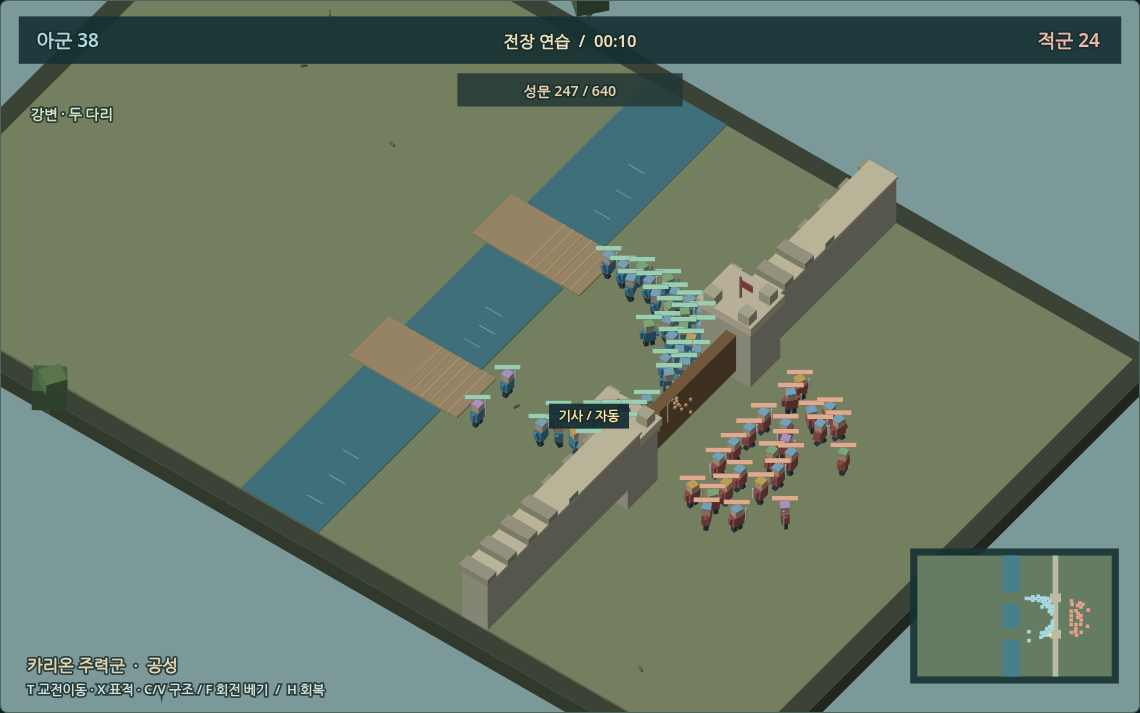 아군 38
전장 연습 / 00:10
적군 24
성문 247 / 640
강변 · 두 다리
기사 / 자동
카리온 주력군 · 공성
T 교전이동 · X 표적 · C/V 구조 / F 회전 베기 / H 회복